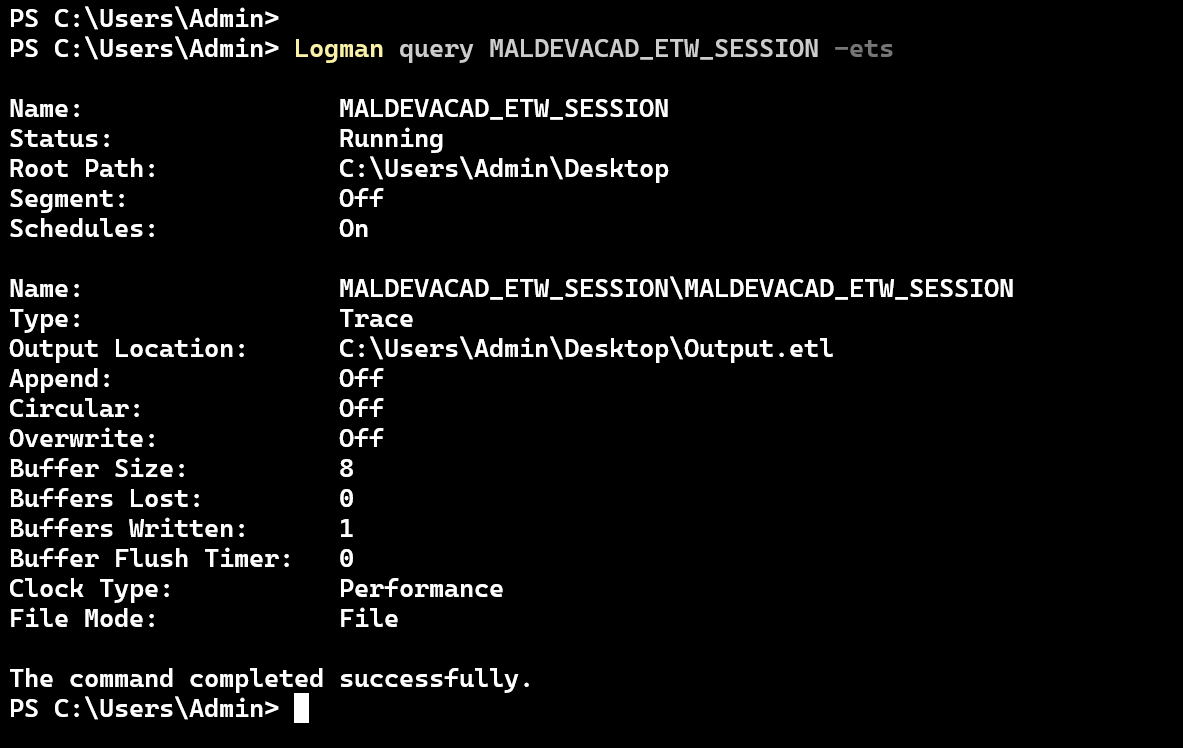 PS C:\Users\Admin>
PS C:\Users\Admin> Logman query MALDEVACAD_ETW_SESSION -ets
Name: MALDEVACAD_ETW_SESSION
Status: Running
Root Path: C:\Users\Admin\Desktop
Segment: Off
Schedules: On
Name: MALDEVACAD_ETW_SESSION\MALDEVACAD_ETW_SESSION
Type: Trace
Output Location: C:\Users\Admin\Desktop\Output.etl
Append: Off
Circular: Off
Overwrite: Off
Buffer Size: 8
Buffers Lost: 0
Buffers Written: 1
Buffer Flush Timer: 0
Clock Type: Performance
File Mode: File
The command completed successfully.
PS C:\Users\Admin>